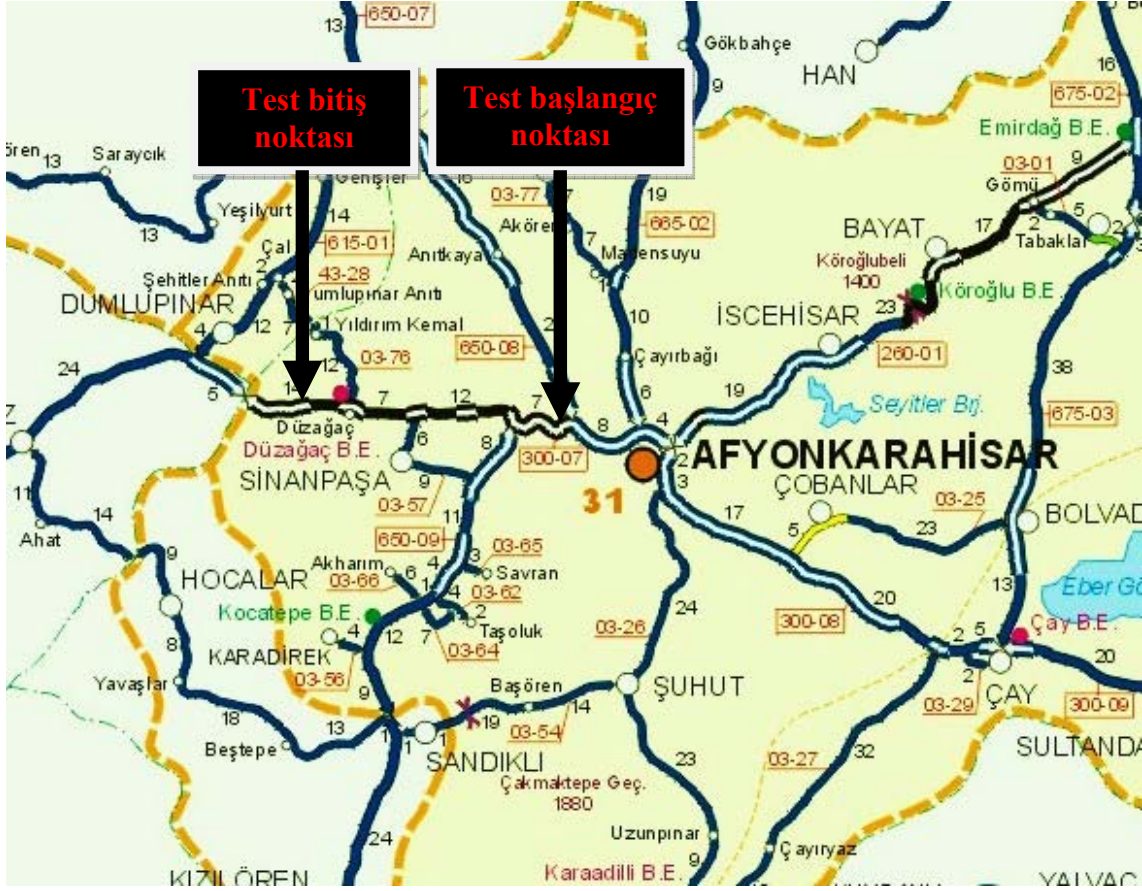 13
650-07
Gökbahçe
HAN
9
16
675-02
Test bitiş
noktası
Test başlangıç
noktası
Emirdağ B.E.
13
Saraycık
Gençler
16
03-77
19
03-01
9
Gömü
Yeşilyurt
14
Akören
7
665-02
BAYAT
17
5
2
Tabaklar
2
13
Çal
615-01
Anıtkaya
Madensuyu
Köroğlubeli
1400
Şehitler Anıtı
2
43-28
Köroğlu B.E.
DUMLUPINAR
10
İSCEHİSAR
23
4
12
7
Yıldırım Kemal
650-08
Çayırbağı
260-01
24
12
03-76
38
5
14
7
12
7
6
19
Seyitler Brj.
675-03
Düzağaç
8
4
Düzağaç B.E.
6
8
300-07
2
AFYONKARAHİSAR
SİNANPAŞA
9
31
3
ÇOBANLAR
03-25
11
03-57
17
5
23
BOLVAD
14
Ahat
11
650-09
9
Akharım
4
3
03-65
13
HOCALAR
03-66
6
1
Savran
Eber Gö
4
03-62
24
20
Kocatepe B.E.
2
Taşoluk
300-08
5
Çay B.E.
8
12
7
03-26
2
4
KARADİREK
03-64
03-56
2
20
Yavaşlar
9
Başören
ŞUHUT
03-29
ÇAY
300-09
18
14
13
19
03-54
Beştepe
1
1
23
03-27
32
SULTANDA
SANDIKLI
Çakmaktepe Geç.
1880
24
Uzunpınar
Çayıryaz
9
KIZILÖREN
Karaadilli B.E.
YALVAÇ